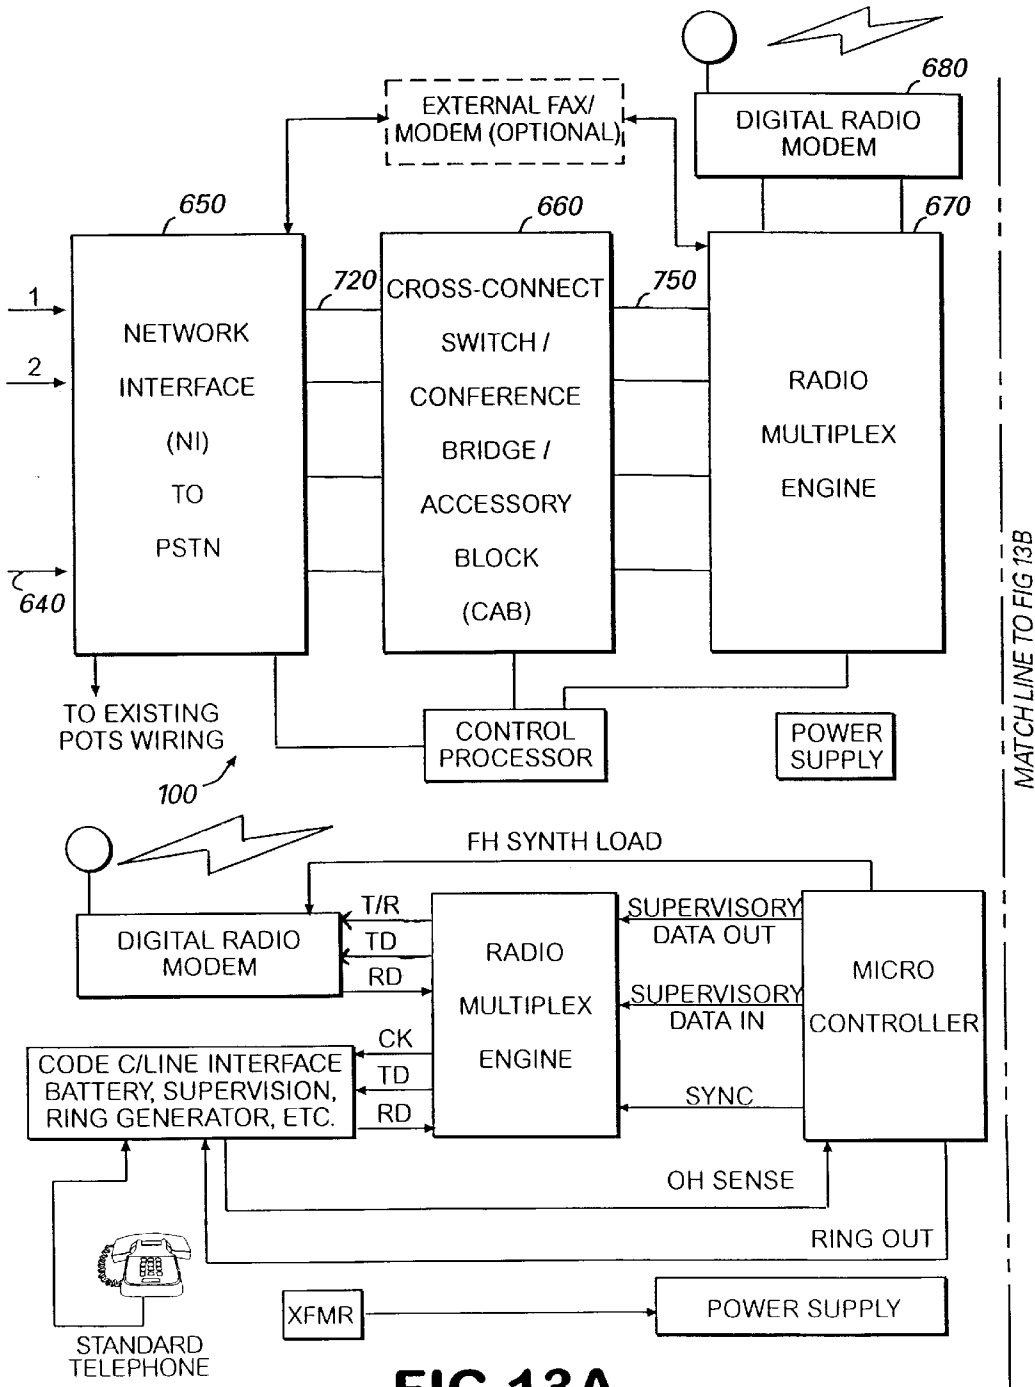 680
EXTERNAL FAX/
MODEM (OPTIONAL)
DIGITAL RADIO
MODEM
650
660
670
1
2
640
720
750
NETWORK
INTERFACE
(NI)
TO
PSTN
CROSS-CONNECT
SWITCH /
CONFERENCE
BRIDGE /
ACCESSORY
BLOCK
(CAB)
RADIO
MULTIPLEX
ENGINE
MATCH LINE TO FIG 13B
TO EXISTING
POTS WIRING
100
CONTROL
PROCESSOR
POWER
SUPPLY
FH SYNTH LOAD
DIGITAL RADIO
MODEM
T/R
TD
RD
CK
TD
RD
RADIO
MULTIPLEX
ENGINE
SUPERVISORY
DATA OUT
SUPERVISORY
DATA IN
SYNC
MICRO
CONTROLLER
CODE C/LINE INTERFACE
BATTERY, SUPERVISION,
RING GENERATOR, ETC.
OH SENSE
RING OUT
STANDARD
TELEPHONE
XFMR
POWER SUPPLY
FIG 13A